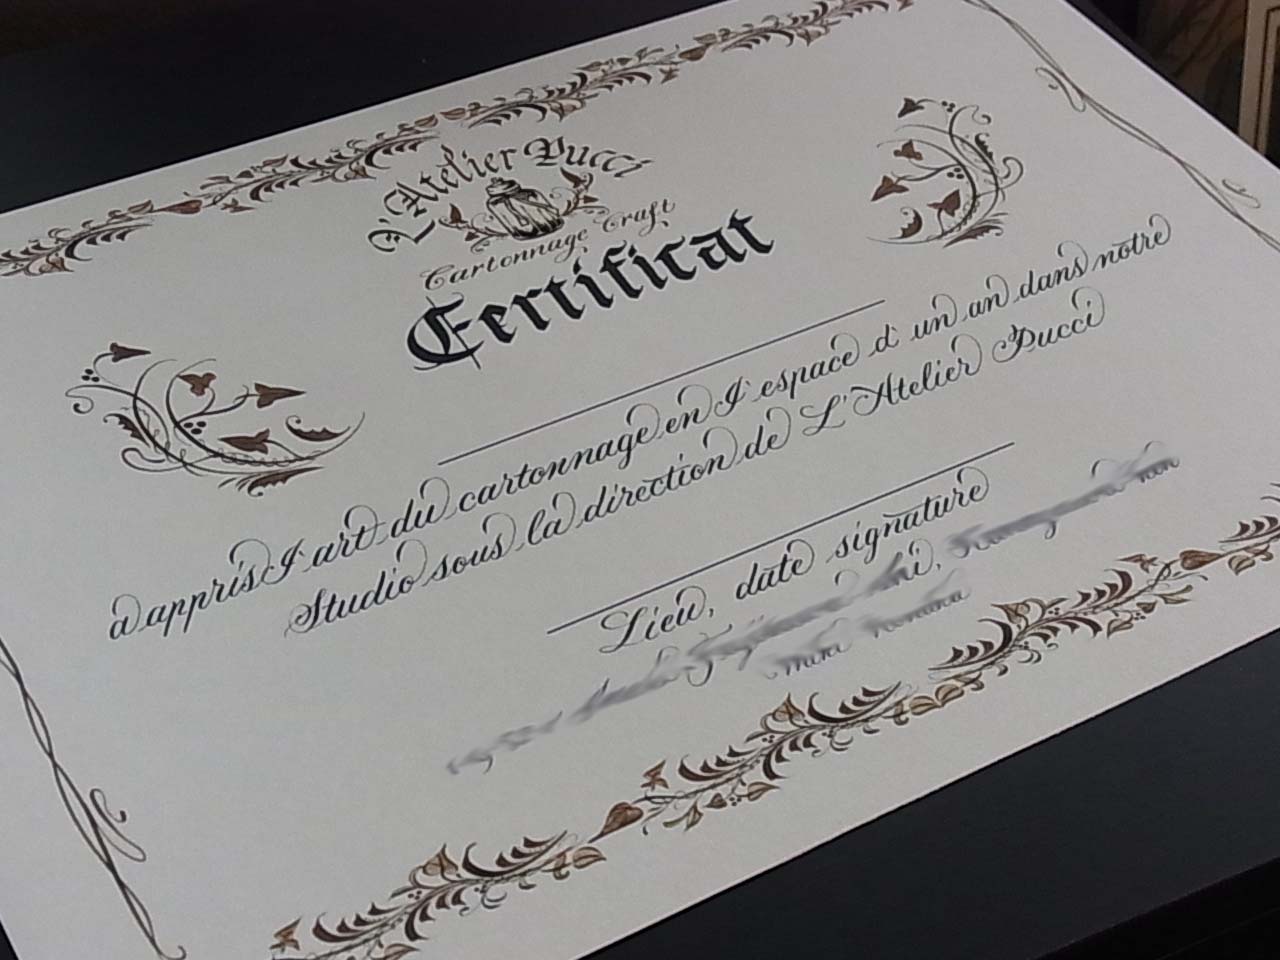 L'Atelier Pucci
Cartonnage Craft
Certificat
a appris I'art du cartonnage en I'espace d'un an dans notre
Studio sous la direction de L'Atelier Pucci
Lieu, date signature